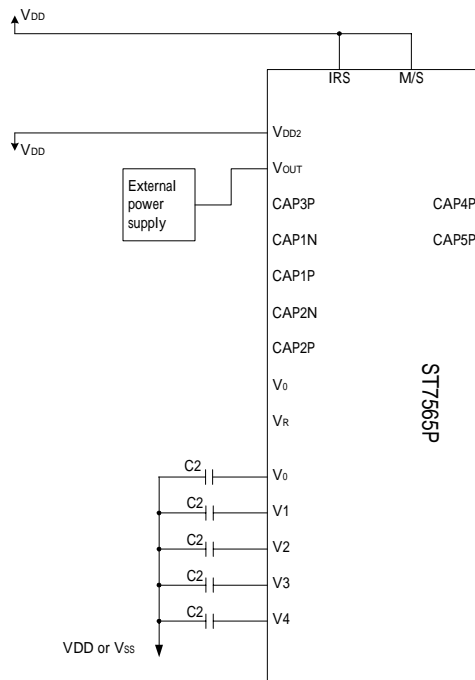 VDD
IRS M/S
VDD
VDD2
VOUT
External
power
supply
CAP3P CAP4P
CAP1N CAP5P
CAP1P
CAP2N
CAP2P
V0
VR
ST7565P
C2 V0
C2 V1
C2 V2
C2 V3
C2 V4
VDD or VSS